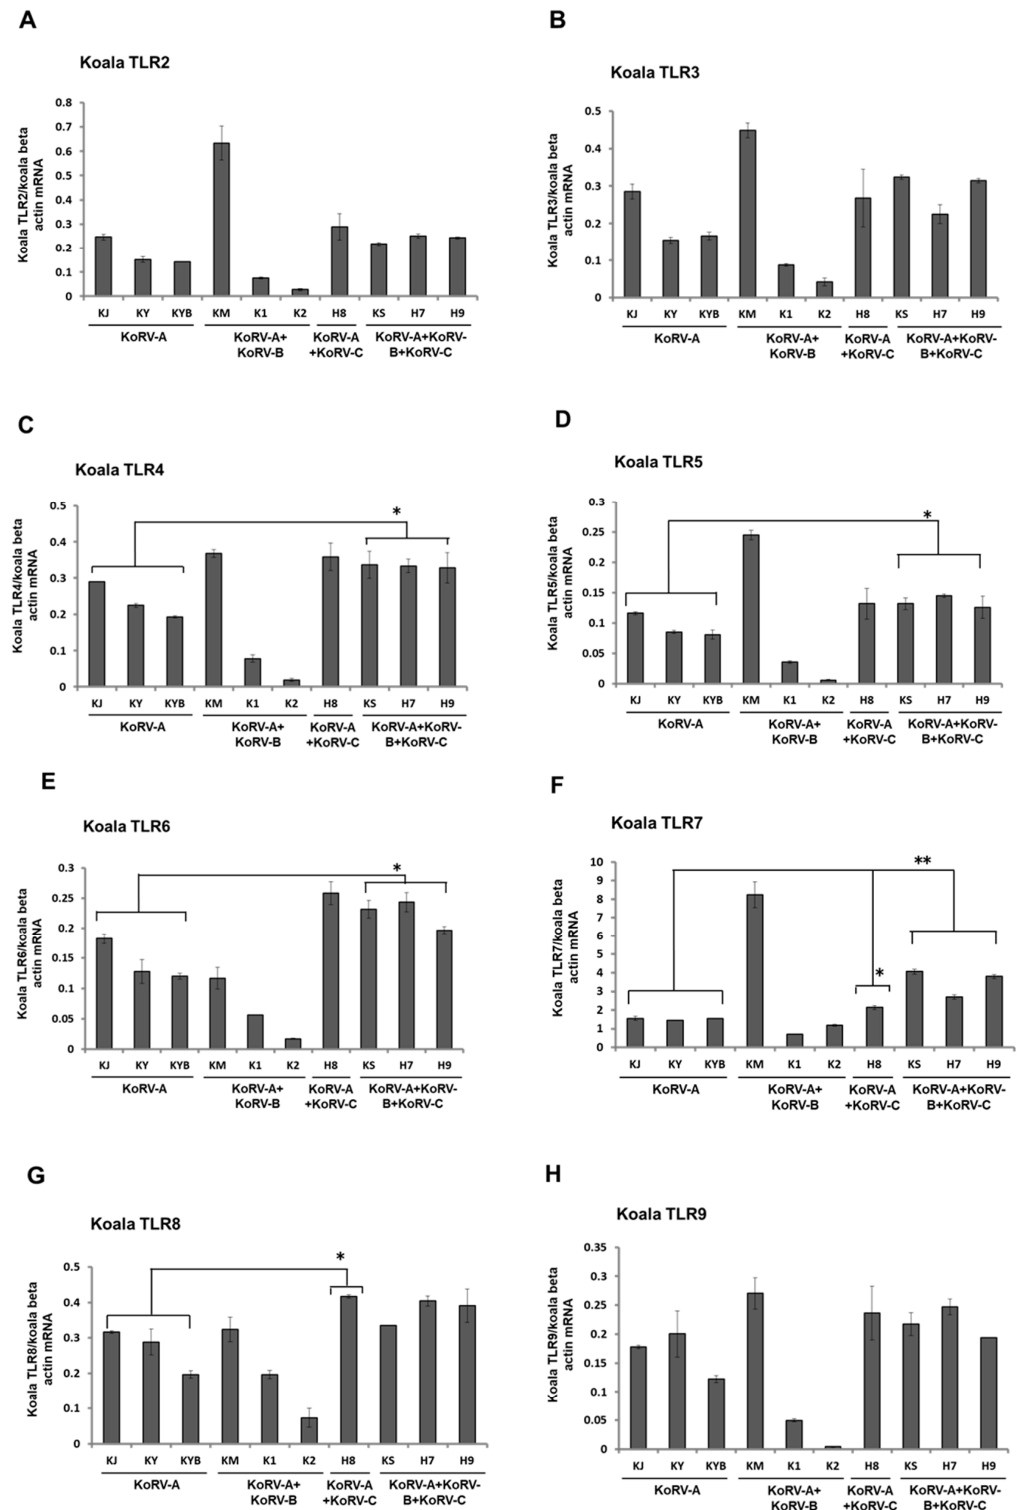 A
Koala TLR2
Koala TLR2/koala beta
actin mRNA
0.8
0.7
0.6
0.5
0.4
0.3
0.2
0.1
0
KJ KY KYB KM K1 K2 H8 KS H7 H9
KoRV-A KoRV-A+ KoRV-A KoRV-A+KoRV-
KoRV-B +KoRV-C B+KoRV-C
B
Koala TLR3
Koala TLR3/koala beta
actin mRNA
0.5
0.4
0.3
0.2
0.1
0
KJ KY KYB KM K1 K2 H8 KS H7 H9
KoRV-A KoRV-A+ KoRV-A KoRV-A+KoRV-
KoRV-B +KoRV-C B+KoRV-C
C
Koala TLR4
Koala TLR4/koala beta
actin mRNA
0.5
0.4
0.3
0.2
0.1
0
*
KJ KY KYB KM K1 K2 H8 KS H7 H9
KoRV-A KoRV-A+ KoRV-A KoRV-A+KoRV-
KoRV-B +KoRV-C B+KoRV-C
D
Koala TLR5
Koala TLR5/koala beta
actin mRNA
0.3
0.25
0.2
0.15
0.1
0.05
0
*
KJ KY KYB KM K1 K2 H8 KS H7 H9
KoRV-A KoRV-A+ KoRV-A KoRV-A+KoRV-
KoRV-B +KoRV-C B+KoRV-C
E
Koala TLR6
Koala TLR6/koala beta
actin mRNA
0.3
0.25
0.2
0.15
0.1
0.05
0
*
KJ KY KYB KM K1 K2 H8 KS H7 H9
KoRV-A KoRV-A+ KoRV-A KoRV-A+KoRV-
KoRV-B +KoRV-C B+KoRV-C
F
Koala TLR7
Koala TLR7/koala beta
actin mRNA
10
9
8
7
6
5
4
3
2
1
0
**
*
KJ KY KYB KM K1 K2 H8 KS H7 H9
KoRV-A KoRV-A+ KoRV-A KoRV-A+KoRV-
KoRV-B +KoRV-C B+KoRV-C
G
Koala TLR8
Koala TLR8/koala beta
actin mRNA
0.5
0.4
0.3
0.2
0.1
0
*
KJ KY KYB KM K1 K2 H8 KS H7 H9
KoRV-A KoRV-A+ KoRV-A KoRV-A+KoRV-
KoRV-B +KoRV-C B+KoRV-C
H
Koala TLR9
Koala TLR9/koala beta
actin mRNA
0.35
0.3
0.25
0.2
0.15
0.1
0.05
0
KJ KY KYB KM K1 K2 H8 KS H7 H9
KoRV-A KoRV-A+ KoRV-A KoRV-A+KoRV-
KoRV-B +KoRV-C B+KoRV-C